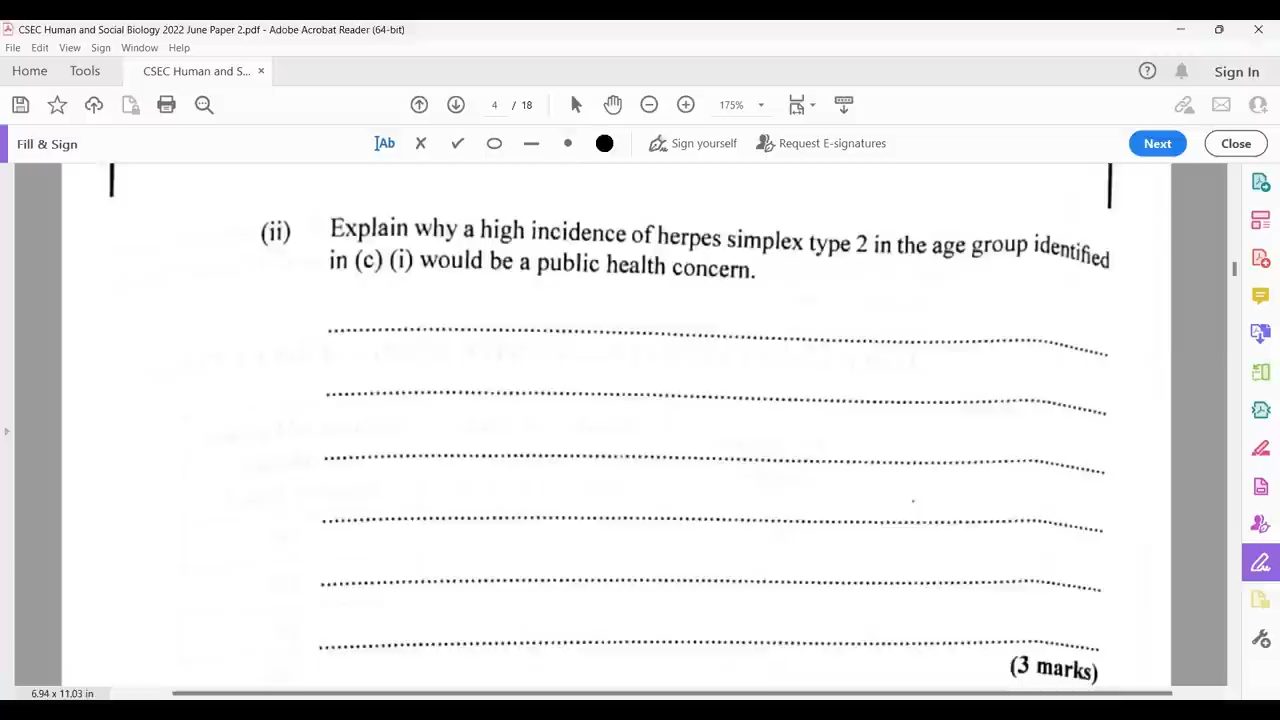 CSEC Human and Social Biology 2022 June Paper 2.pdf - Adobe Acrobat Reader (64-bit)
File Edit View Sign Window Help
Home Tools CSEC Human and S... Sign In
4 / 18 175%
Fill & Sign Ab Sign yourself Request E-signatures Next Close
(ii) Explain why a high incidence of herpes simplex type 2 in the age group identified
in (c) (i) would be a public health concern.
(3 marks)
6.94 x 11.03 in